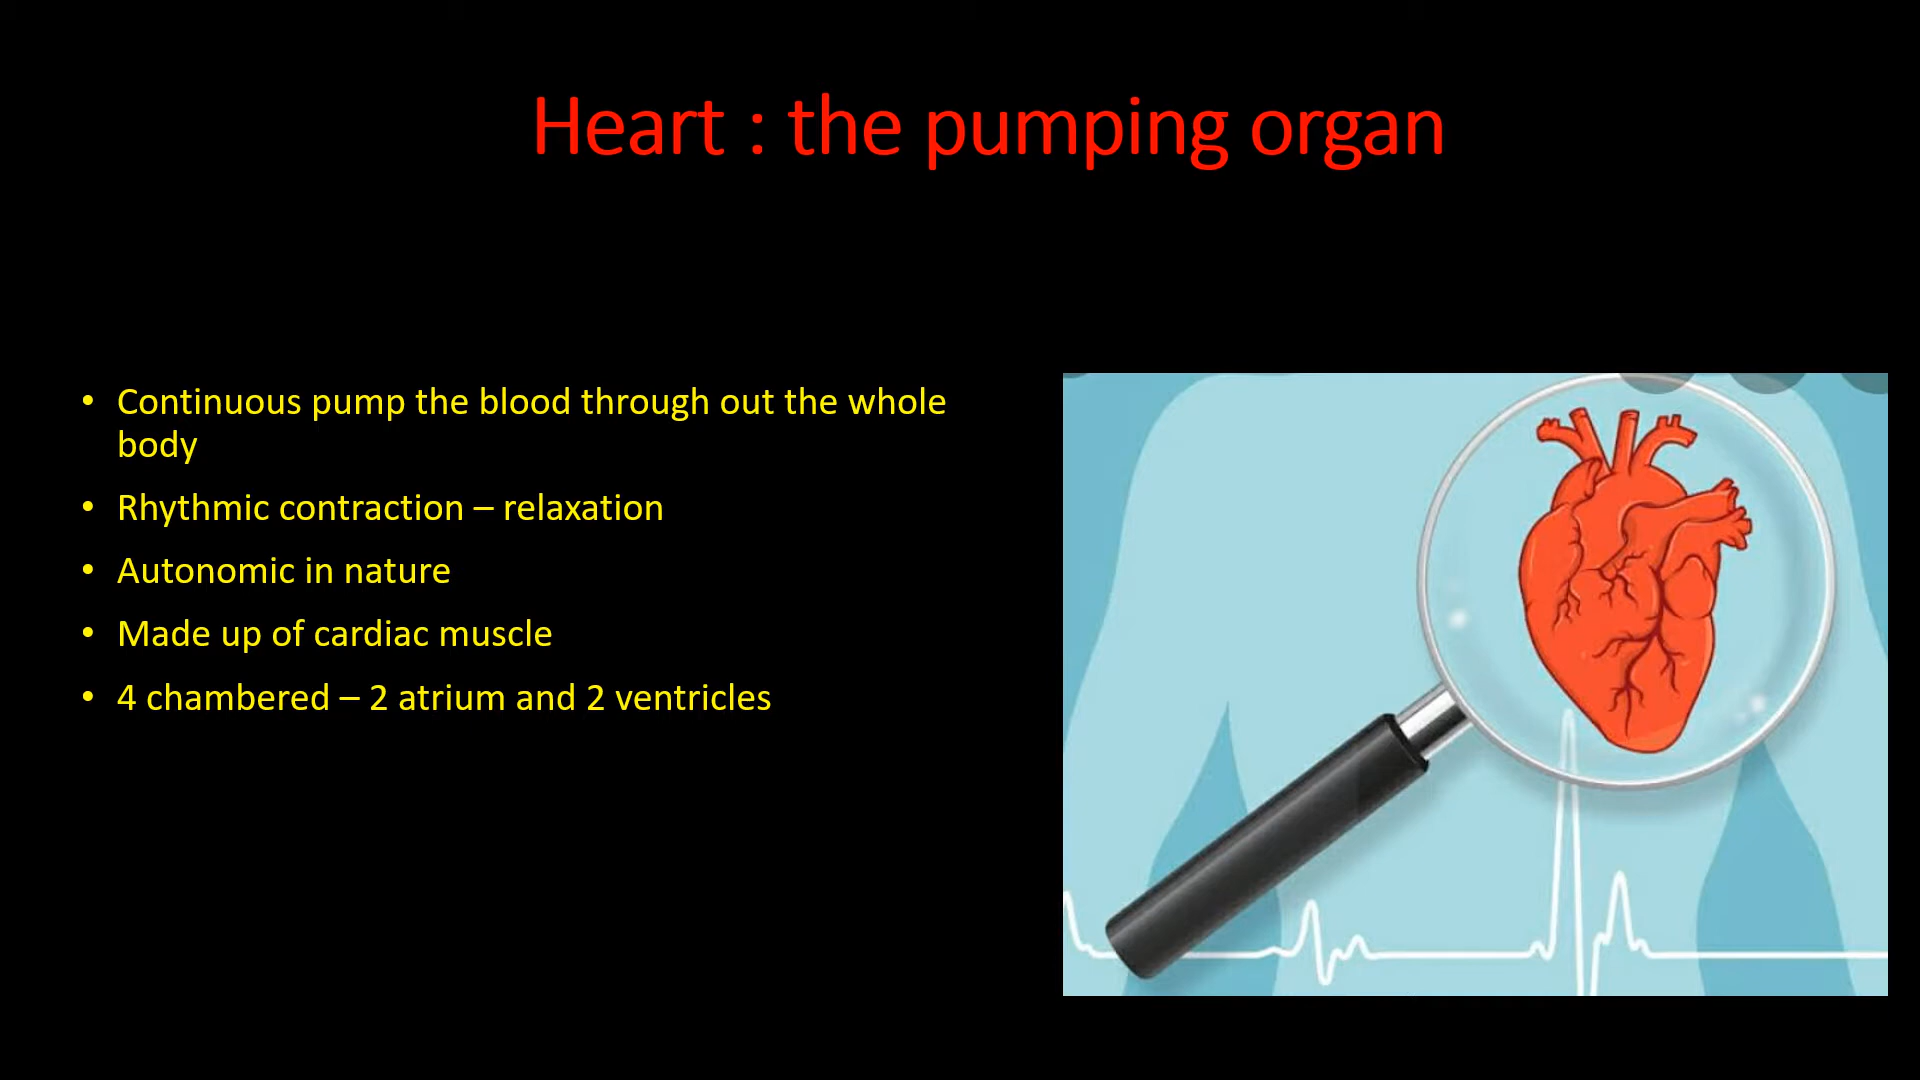 Heart : the pumping organ
• Continuous pump the blood through out the whole
body
• Rhythmic contraction – relaxation
• Autonomic in nature
• Made up of cardiac muscle
• 4 chambered – 2 atrium and 2 ventricles